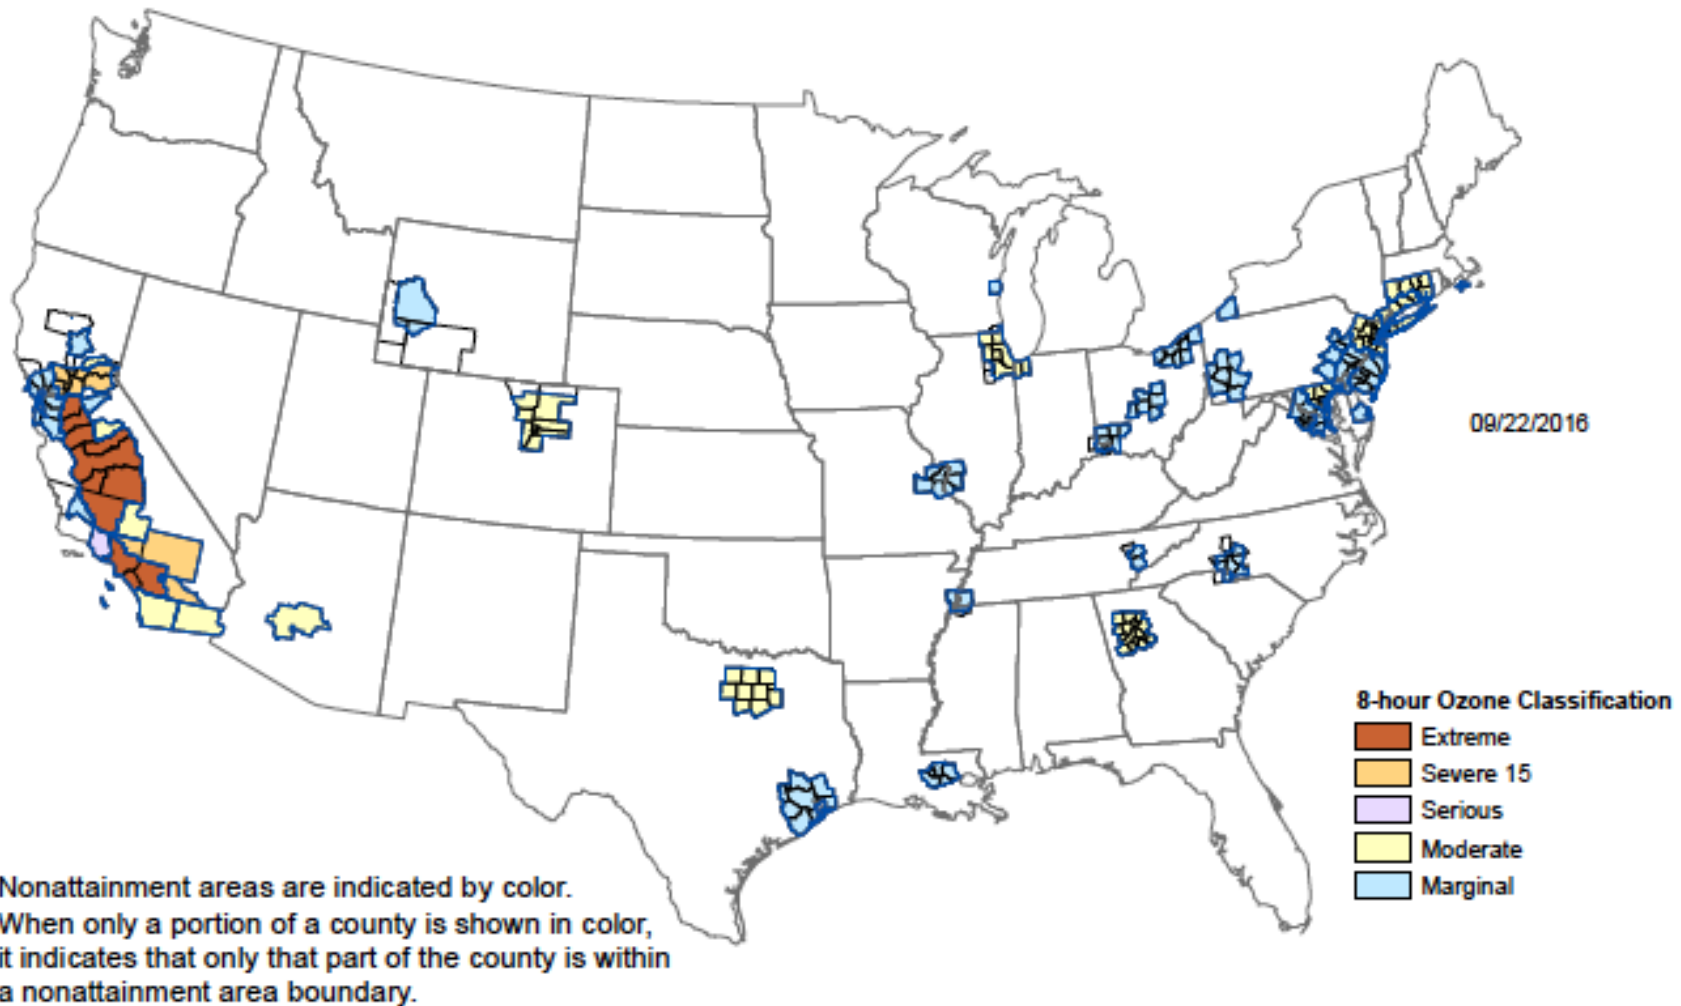 09/22/2016
8-hour Ozone Classification
Extreme
Severe 15
Serious
Moderate
Marginal
Nonattainment areas are indicated by color.
When only a portion of a county is shown in color,
it indicates that only that part of the county is within
a nonattainment area boundary.